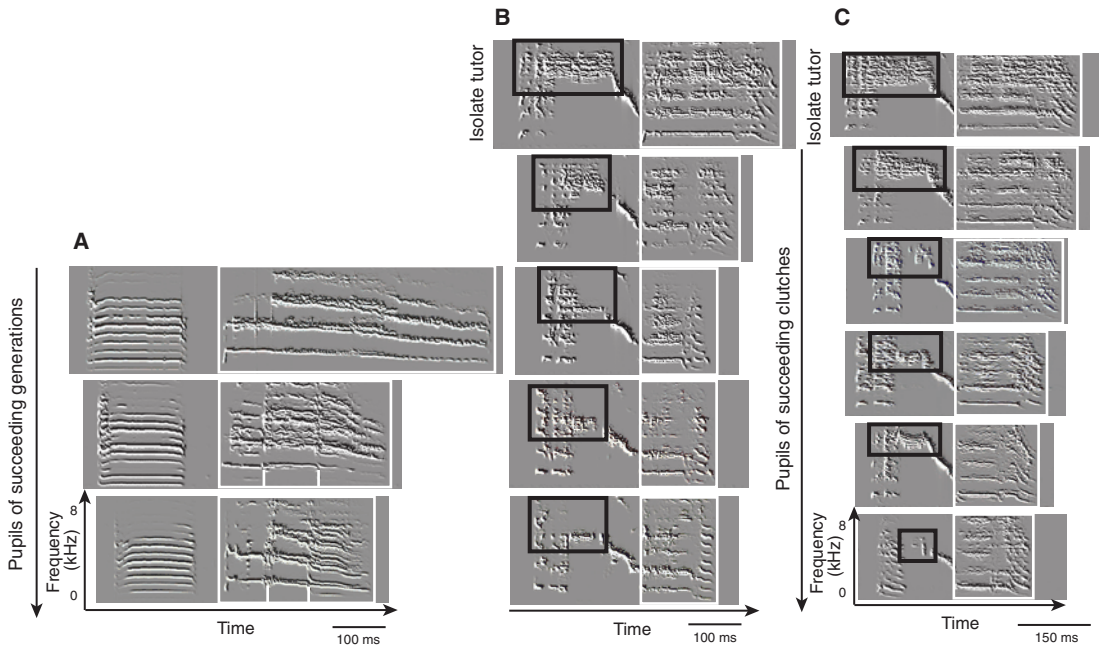 B
C
Isolate tutor
Isolate tutor
A
Pupils of succeeding generations
Pupils of succeeding clutches
8
Frequency
(kHz)
0
Time
100 ms
Time
100 ms
8
Frequency
(kHz)
0
Time
150 ms